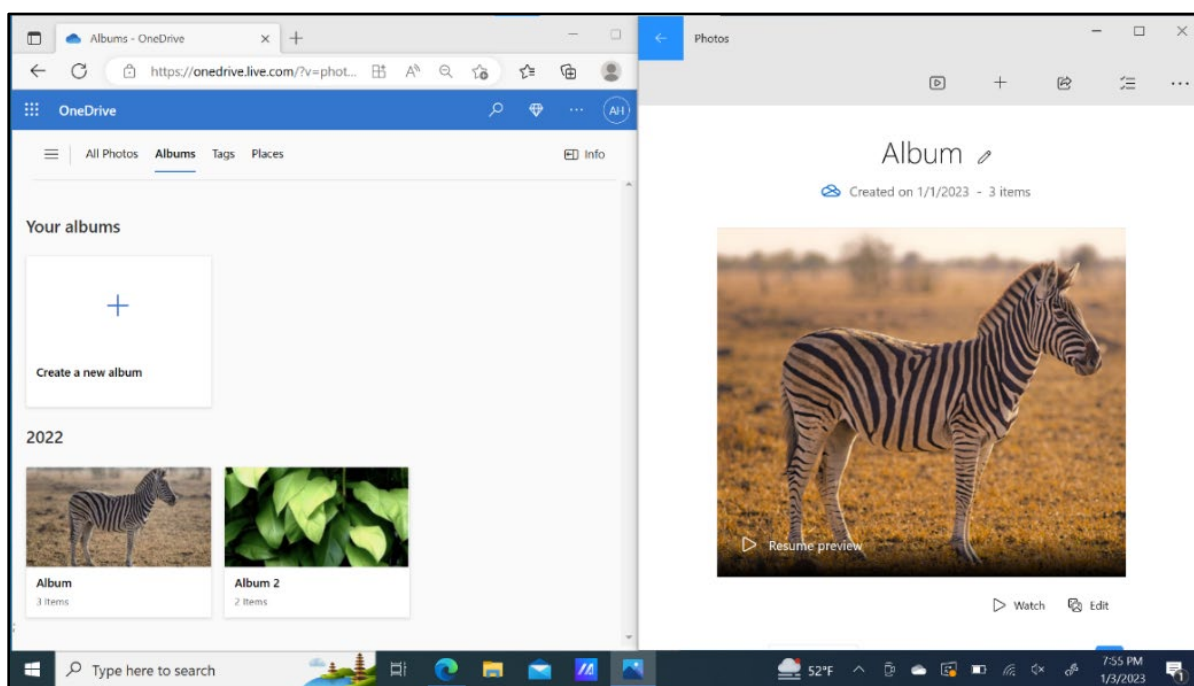 Albums - OneDrive
https://onedrive.live.com/?v=phot...
OneDrive
AH
All Photos Albums Tags Places
Info
Your albums
Create a new album
2022
Album
3 Items
Album 2
2 Items
Photos
Album
Created on 1/1/2023 - 3 items
Resume preview
Watch
Edit
Type here to search
52°F
7:55 PM
1/3/2023
1